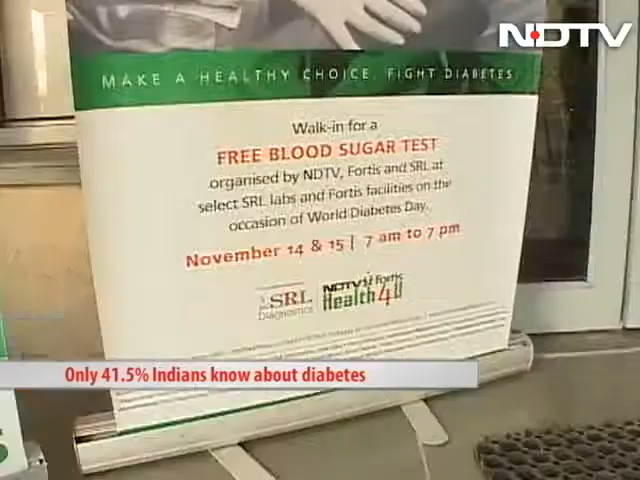 NDTV
MAKE A HEALTHY CHOICE. FIGHT DIABETES.
Walk-in for a
FREE BLOOD SUGAR TEST
organised by NDTV, Fortis and SRL at
select SRL labs and Fortis facilities on the
occasion of World Diabetes Day.
November 14 & 15 | 7 am to 7 pm
SRL
Diagnostics
NDTV Fortis
Health4U
Only 41.5% Indians know about diabetes